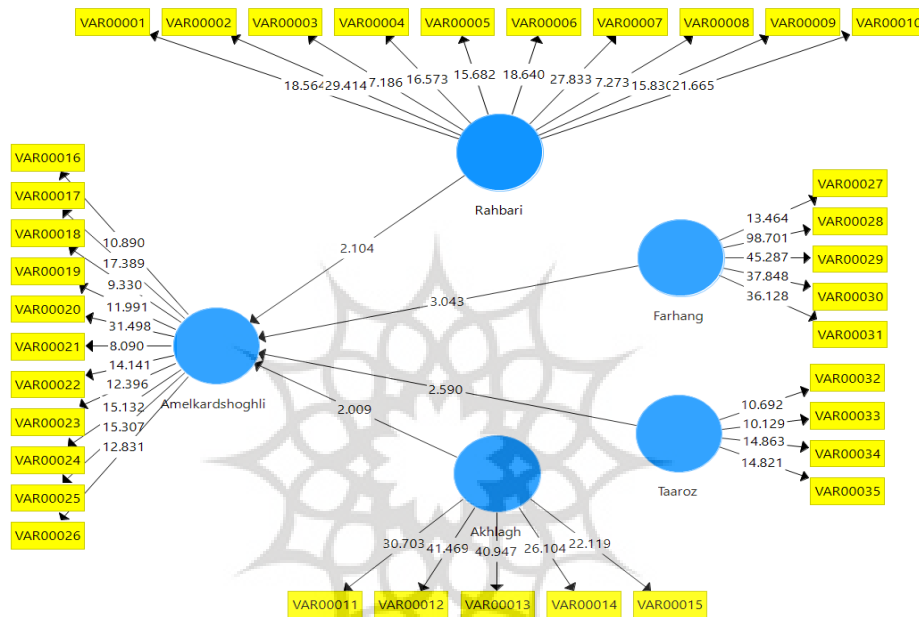 VAR00001 VAR00002 VAR00003 VAR00004 VAR00005 VAR00006 VAR00007 VAR00008 VAR00009 VAR00010
18.564 29.414 7.186 16.573 15.682 18.640 27.833 7.273 15.830 21.665
Rahbari
VAR00016
VAR00017
VAR00018
VAR00019
VAR00020
VAR00021
VAR00022
VAR00023
VAR00024
VAR00025
VAR00026
10.890
17.389
9.330
11.991
31.498
8.090
14.141
12.396
15.132
15.307
12.831
Amelkardshoghli
2.104
3.043
2.590
2.009
13.464
98.701
45.287
37.848
36.128
Farhang
VAR00027
VAR00028
VAR00029
VAR00030
VAR00031
10.692
10.129
14.863
14.821
Taaroz
VAR00032
VAR00033
VAR00034
VAR00035
Akhlagh
30.703 41.469 40.947 26.104 22.119
VAR00011 VAR00012 VAR00013 VAR00014 VAR00015